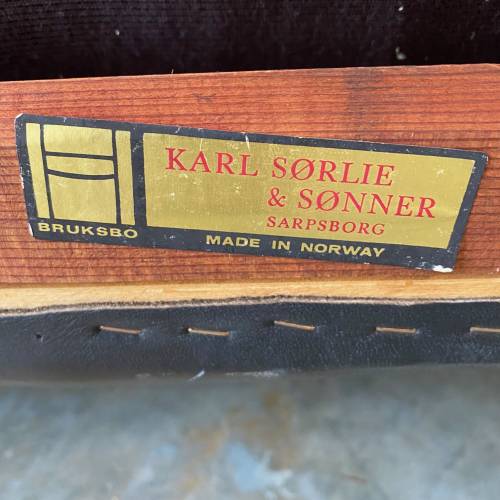 KARL SØRLIE
& SØNNER
SARPSBORG
BRUKSBO
MADE IN NORWAY